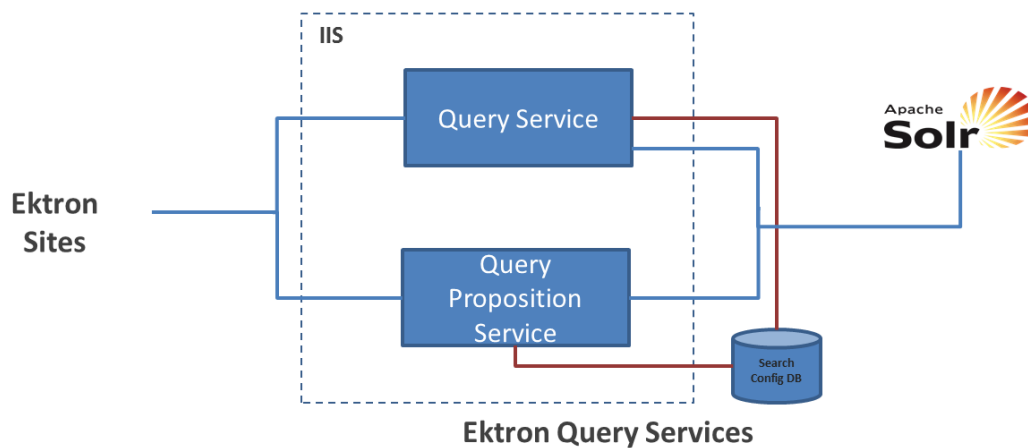 IIS
Query Service
Apache
Solr
Ektron
Sites
Query
Proposition
Service
Search
Config DB
Ektron Query Services